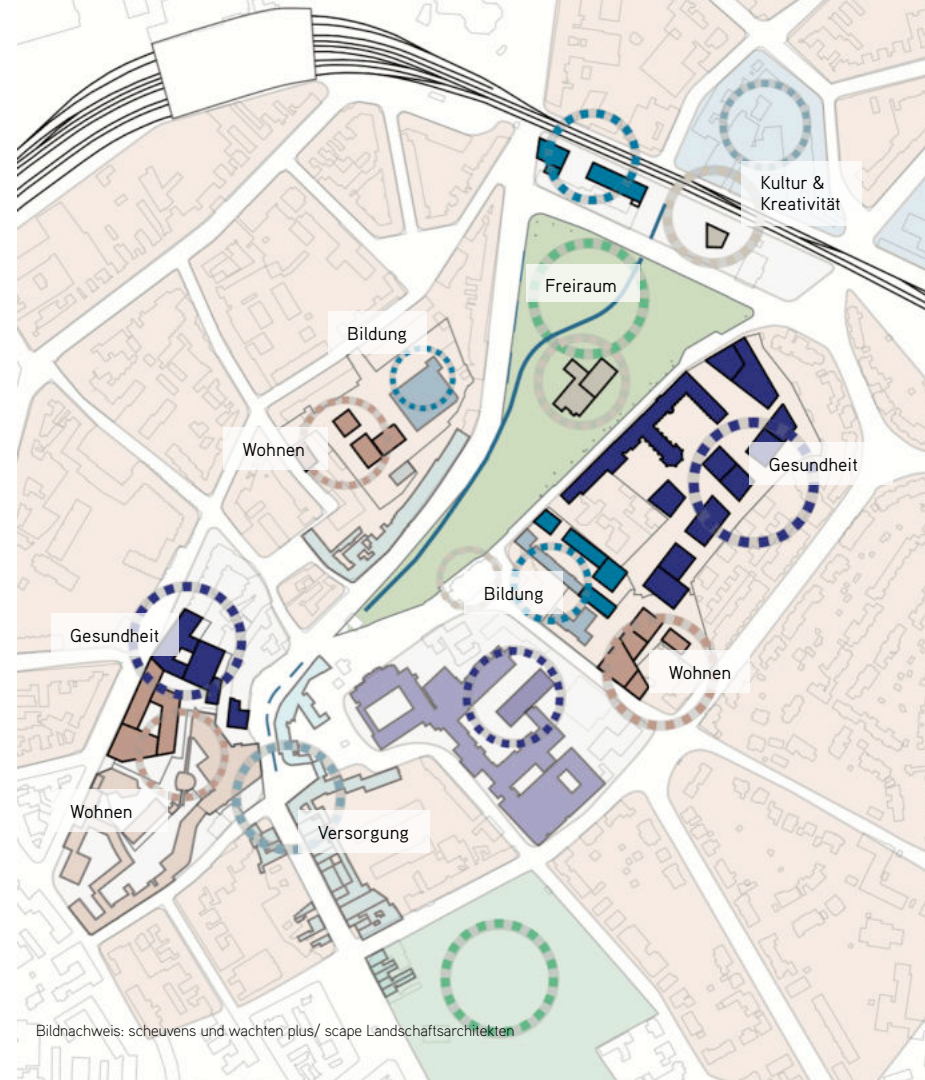 Kultur &
Kreativität
Freiraum
Bildung
Wohnen
Gesundheit
Bildung
Gesundheit
Wohnen
Wohnen
Versorgung
Bildnachweis: scheuvens und wachten plus/ scape Landschaftsarchitekten